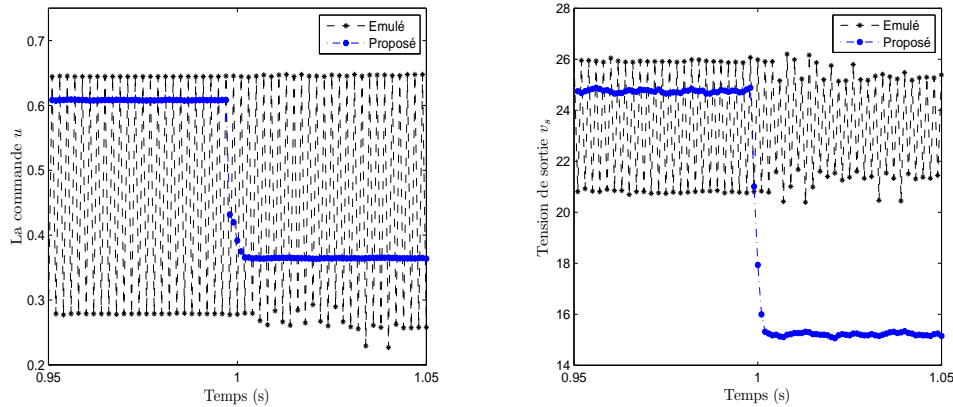 0.7
0.6
0.5
0.4
0.3
0.2
0.95
1
1.05
La commande u
Temps (s)
Emulé
Proposé
28
26
24
22
20
18
16
14
0.95
1
1.05
Tension de sortie v_s
Temps (s)
Emulé
Proposé